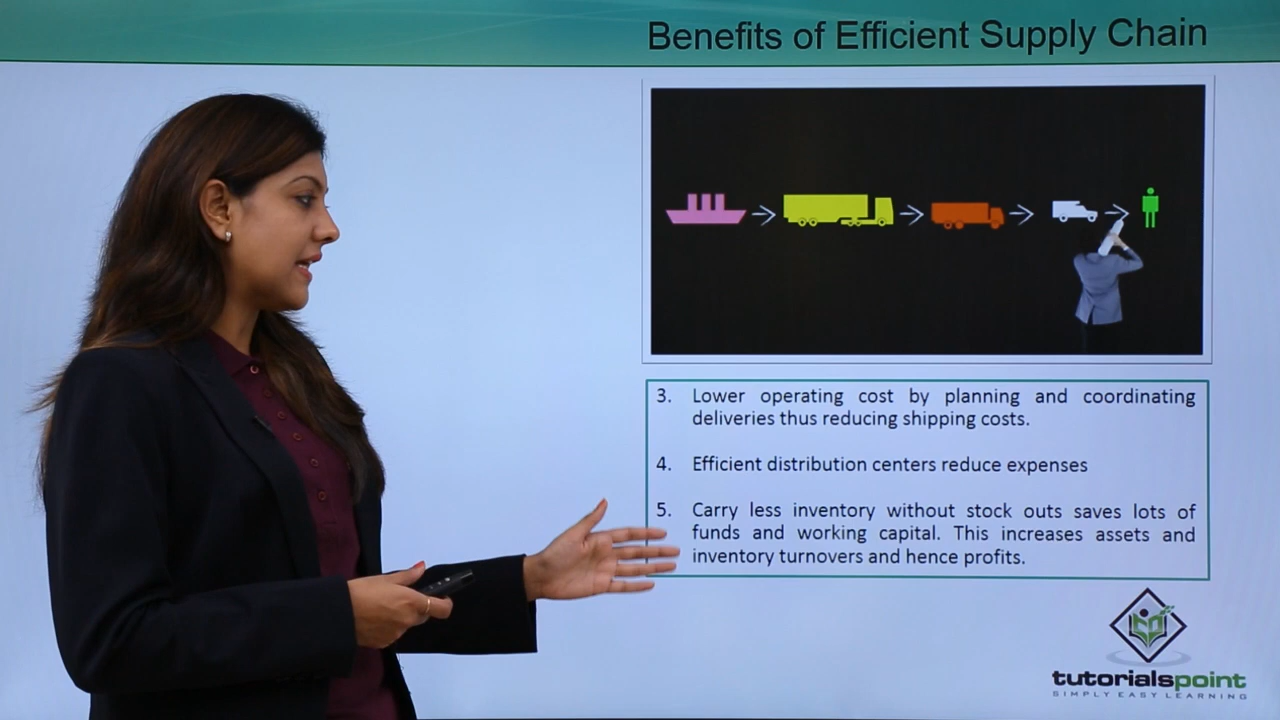 Benefits of Efficient Supply Chain
3. Lower operating cost by planning and coordinating
deliveries thus reducing shipping costs.
4. Efficient distribution centers reduce expenses
5. Carry less inventory without stock outs saves lots of
funds and working capital. This increases assets and
inventory turnovers and hence profits.
tutorialspoint
SIMPLY EASY LEARNING